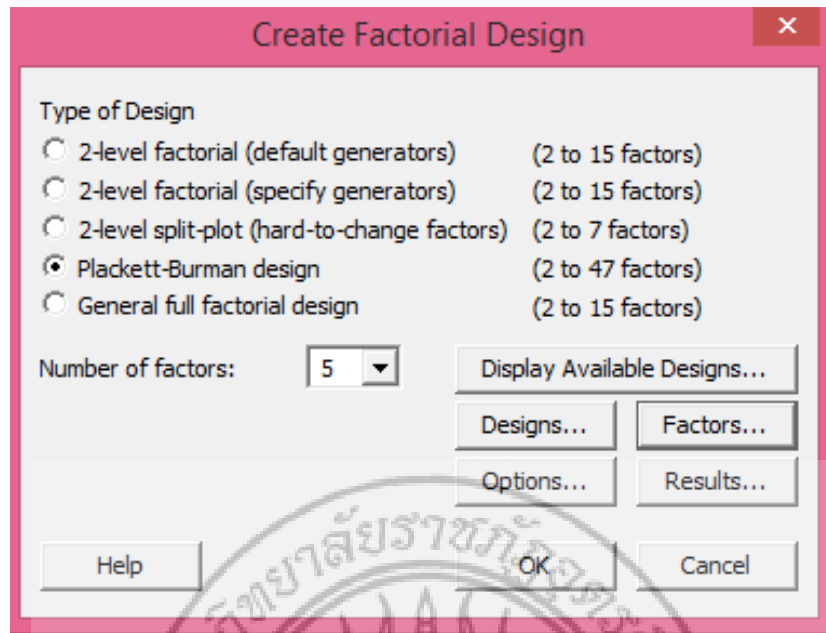 Create Factorial Design
×
Type of Design
2-level factorial (default generators) (2 to 15 factors)
2-level factorial (specify generators) (2 to 15 factors)
2-level split-plot (hard-to-change factors) (2 to 7 factors)
Plackett-Burman design (2 to 47 factors)
General full factorial design (2 to 15 factors)
Number of factors: 5 Display Available Designs...
Designs... Factors...
Options... Results...
Help OK Cancel